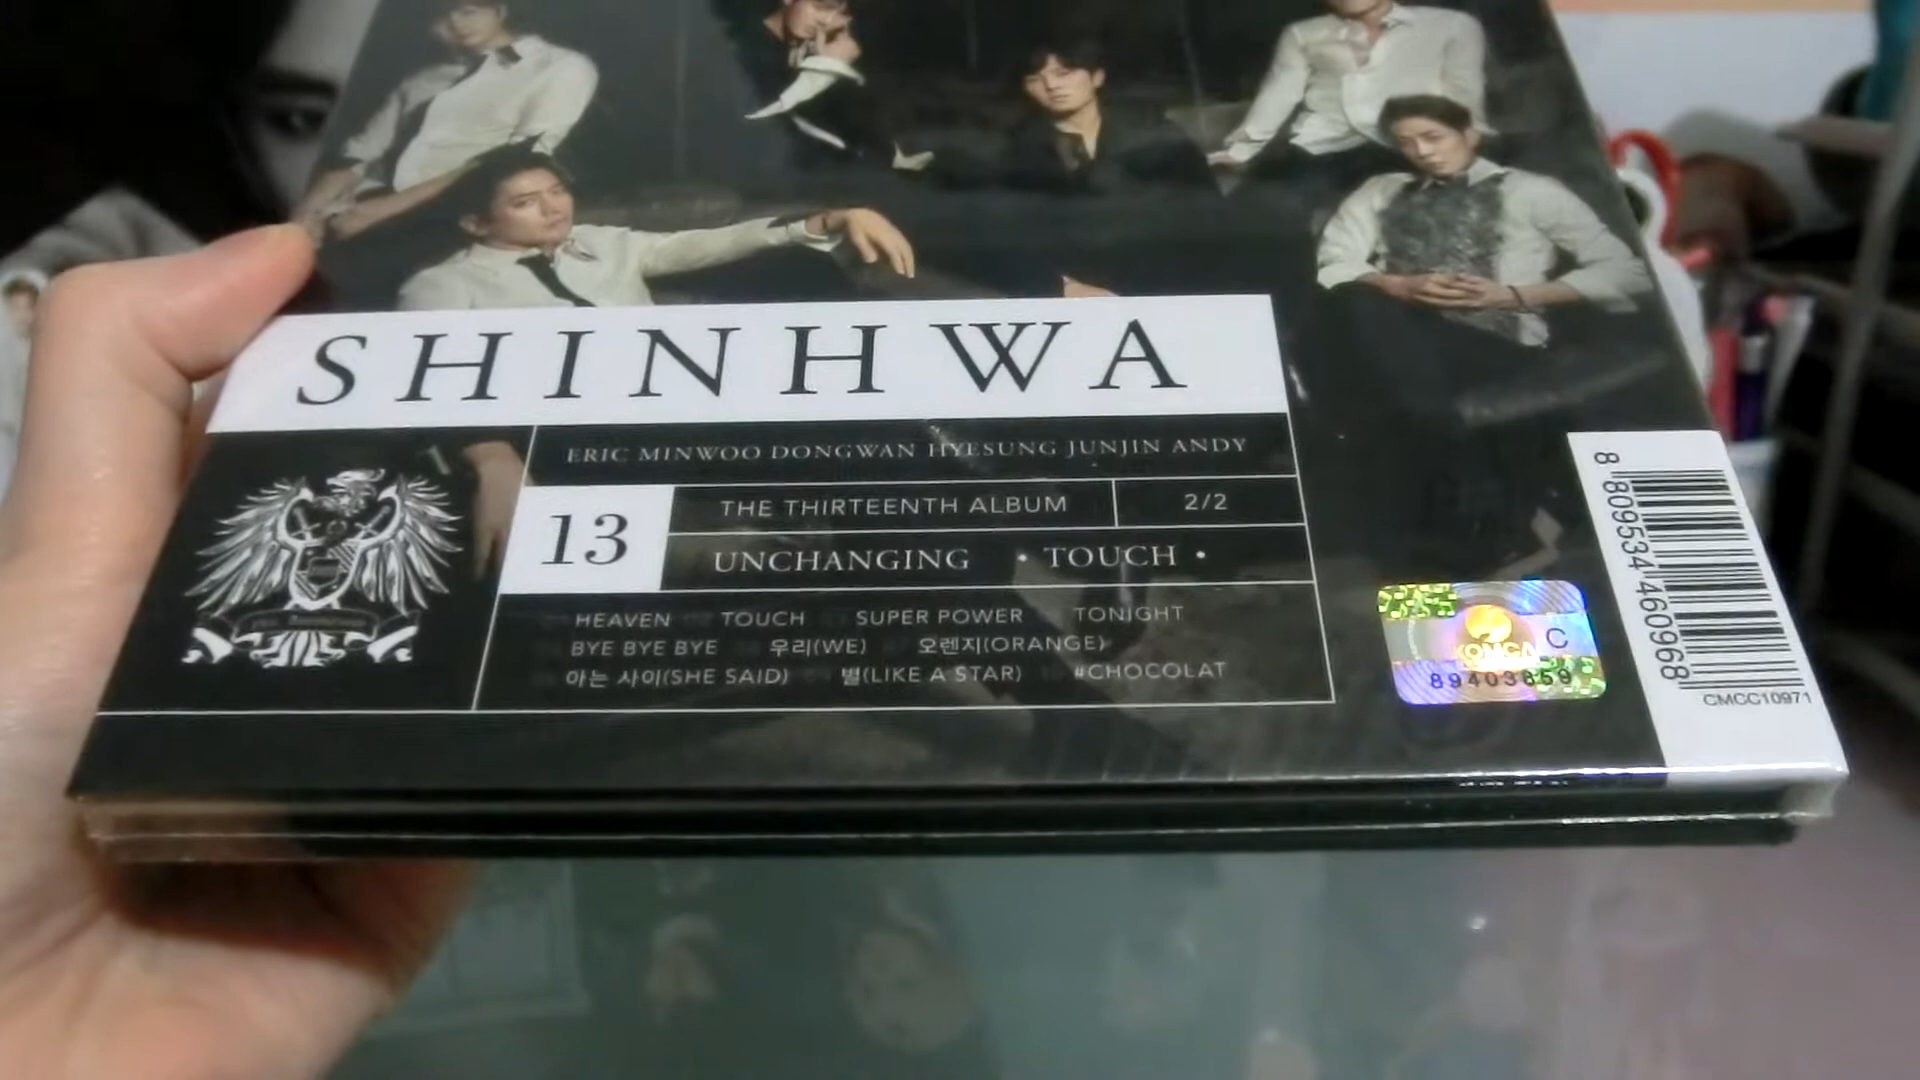 SHINHWA
ERIC MINWOO DONGWAN HYESUNG JUNJIN ANDY
13
THE THIRTEENTH ALBUM 2/2
UNCHANGING • TOUCH •
HEAVEN TOUCH SUPER POWER TONIGHT
BYE BYE BYE 우리(WE) 오렌지(ORANGE)
아는 사이(SHE SAID) 별(LIKE A STAR) #CHOCOLAT
KOMCA C
89403659
8 809534 460968
CMCC10971